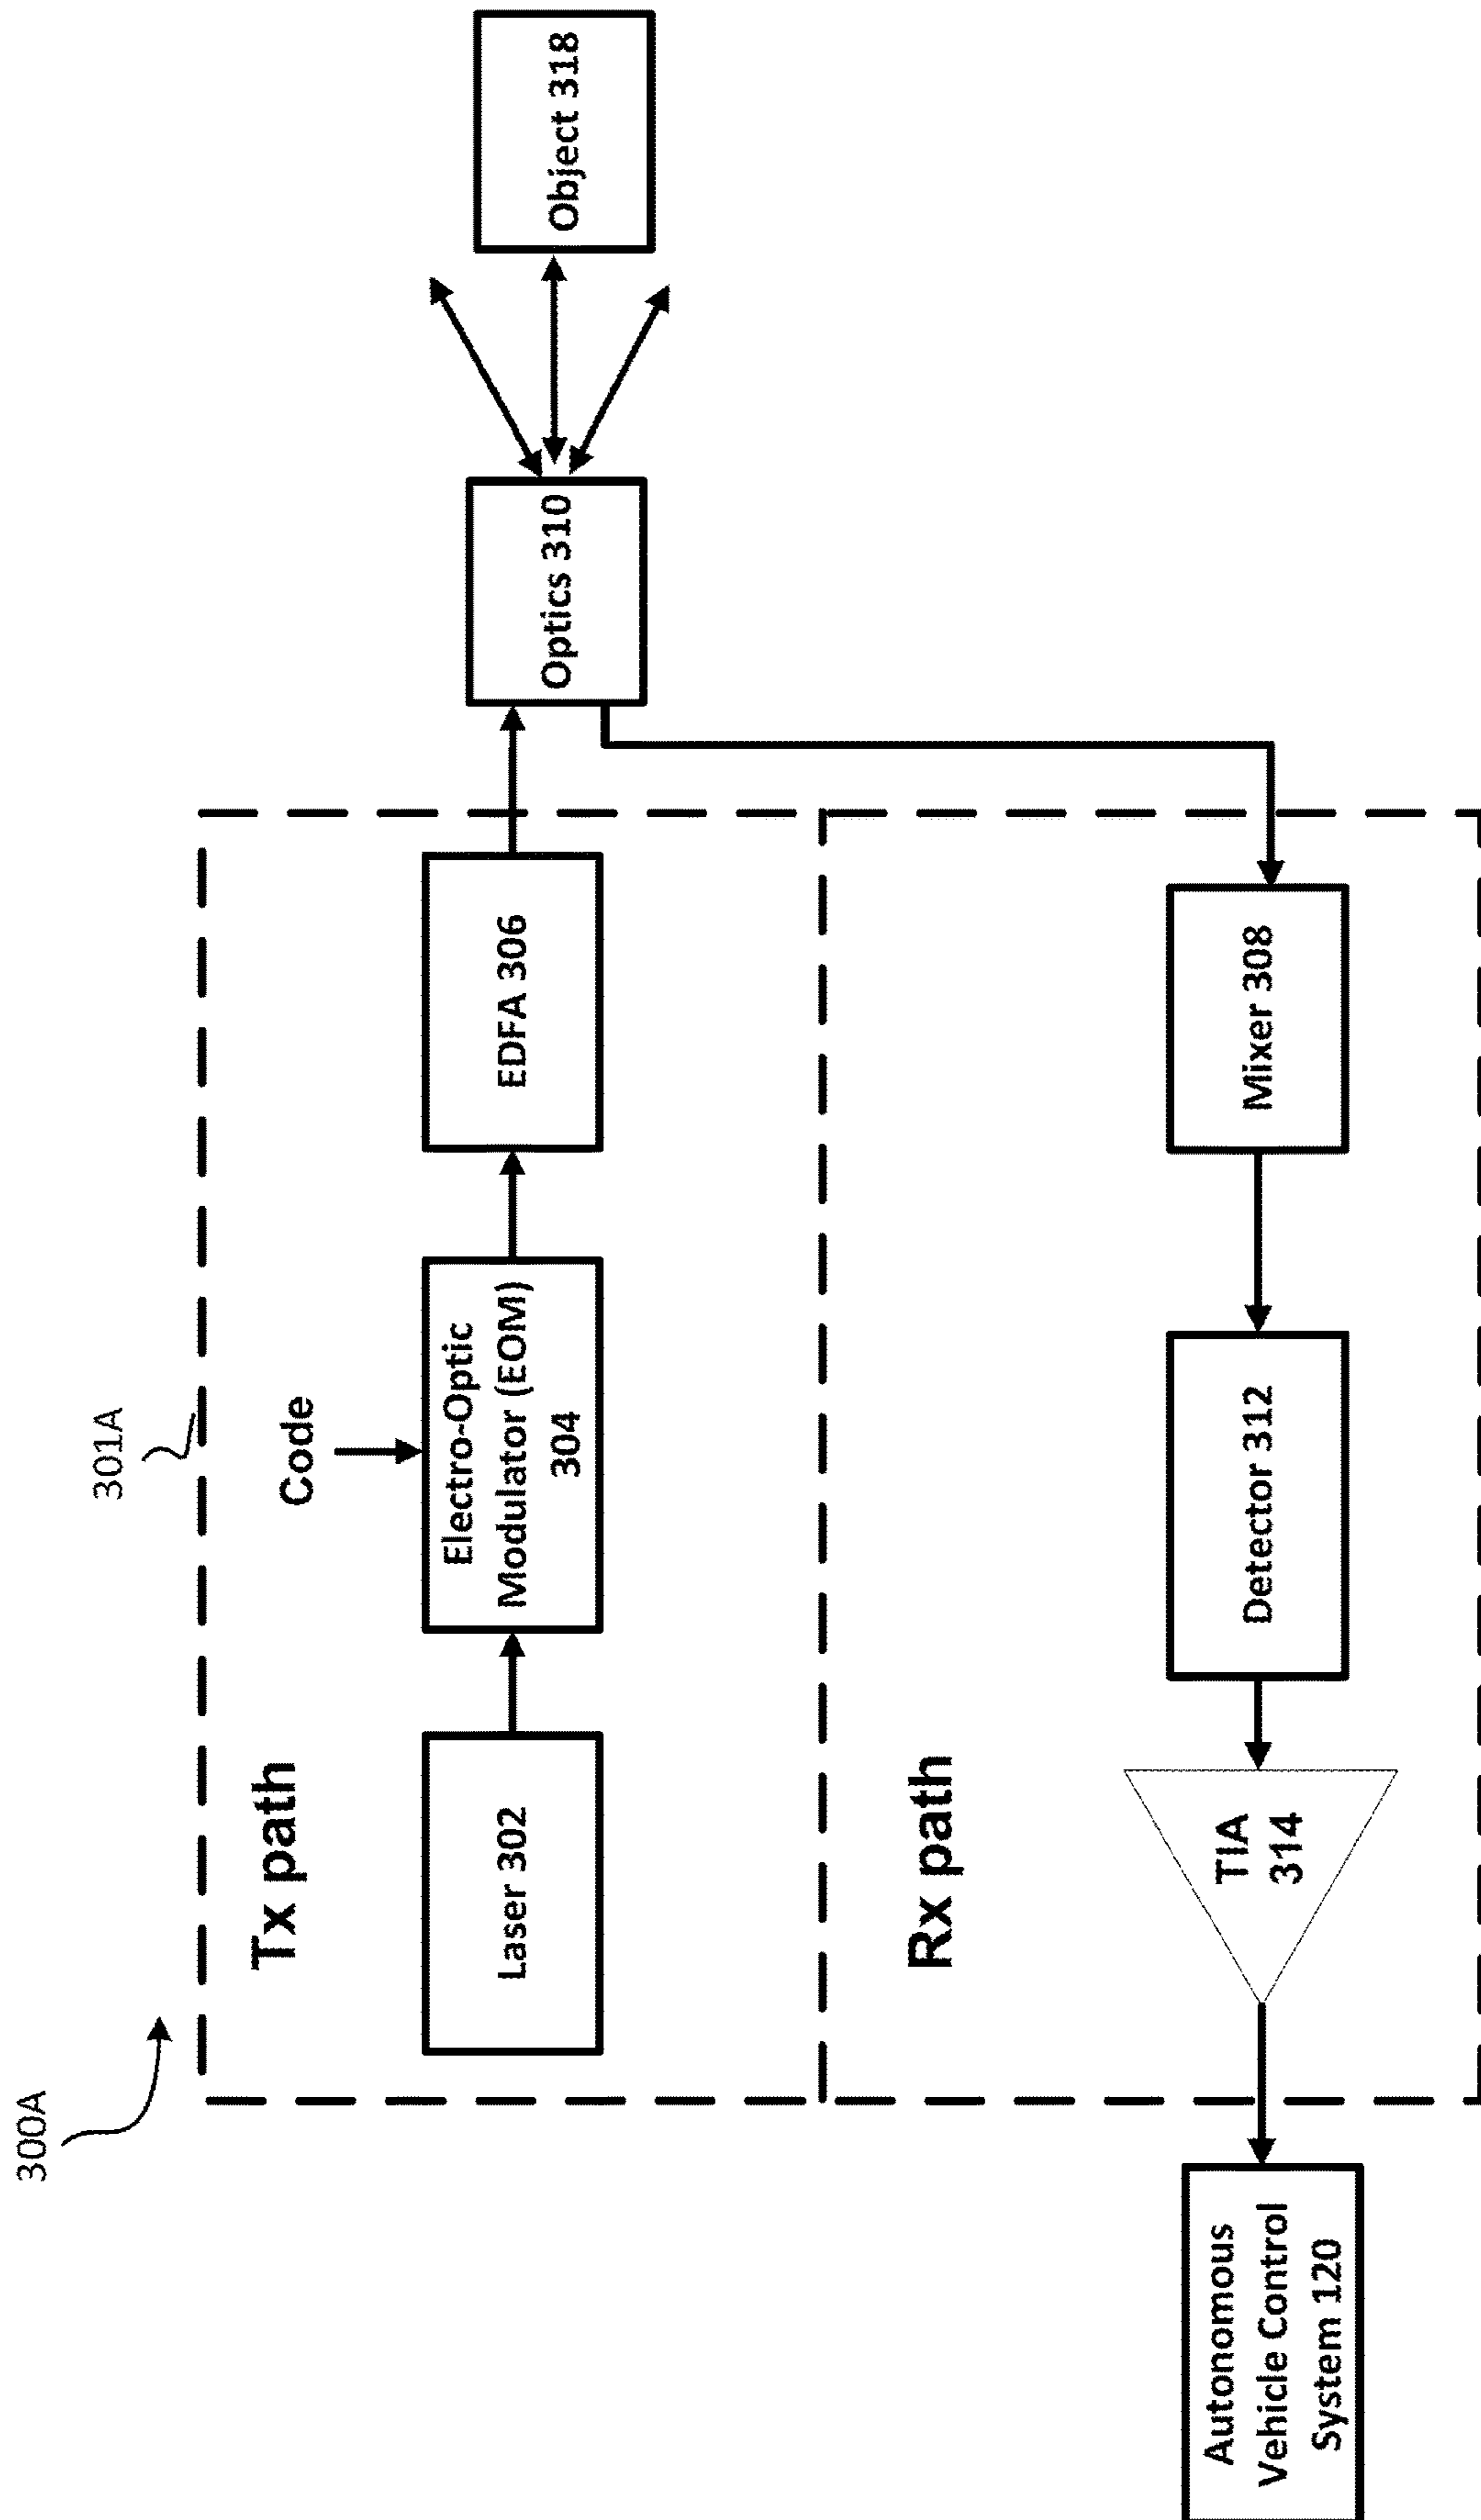 300A
301A
Tx path
Code
Laser 302
Electro-Optic
Modulator (EOM)
304
EDFA 306
Optics 310
Object 318
Rx path
Autonomous
Vehicle Control
System 120
TIA
314
Detector 312
Mixer 308